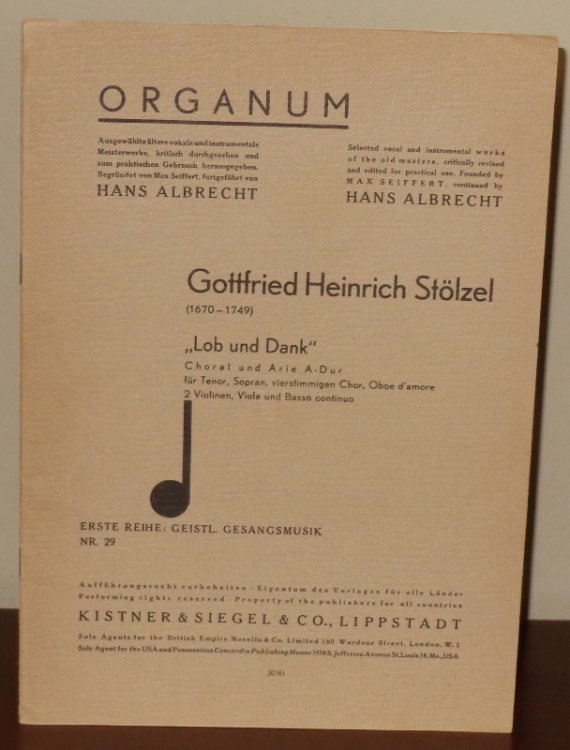 ORGANUM
Ausgewählte ältere vokale und instrumentale
Meisterwerke, kritisch durchgesehen und
zum praktischen Gebrauch herausgegeben.
Begründet von Max Seiffert, fortgeführt von
HANS ALBRECHT
Selected vocal and instrumental works
of the old masters, critically revised
and edited for practical use. Founded by
MAX SEIFFERT, continued by
HANS ALBRECHT
Gottfried Heinrich Stölzel
(1670–1749)
„Lob und Dank“
Choral und Arie A-Dur
für Tenor, Sopran, vierstimmigen Chor, Oboe d'amore
2 Violinen, Viola und Basso continuo
ERSTE REIHE: GEISTL. GESANGSMUSIK
NR. 29
Aufführungsrecht vorbehalten · Eigentum des Verlages für alle Länder
Performing rights reserved · Property of the publishers for all countries
KISTNER & SIEGEL & CO., LIPPSTADT
Sole Agents for the British Empire Novello & Co. Limited 160 Wardour Street, London, W. 1
Sole Agent for the USA and Possessions Concordia Publishing House 3558 S. Jefferson Avenue St. Louis 18, Mo., USA